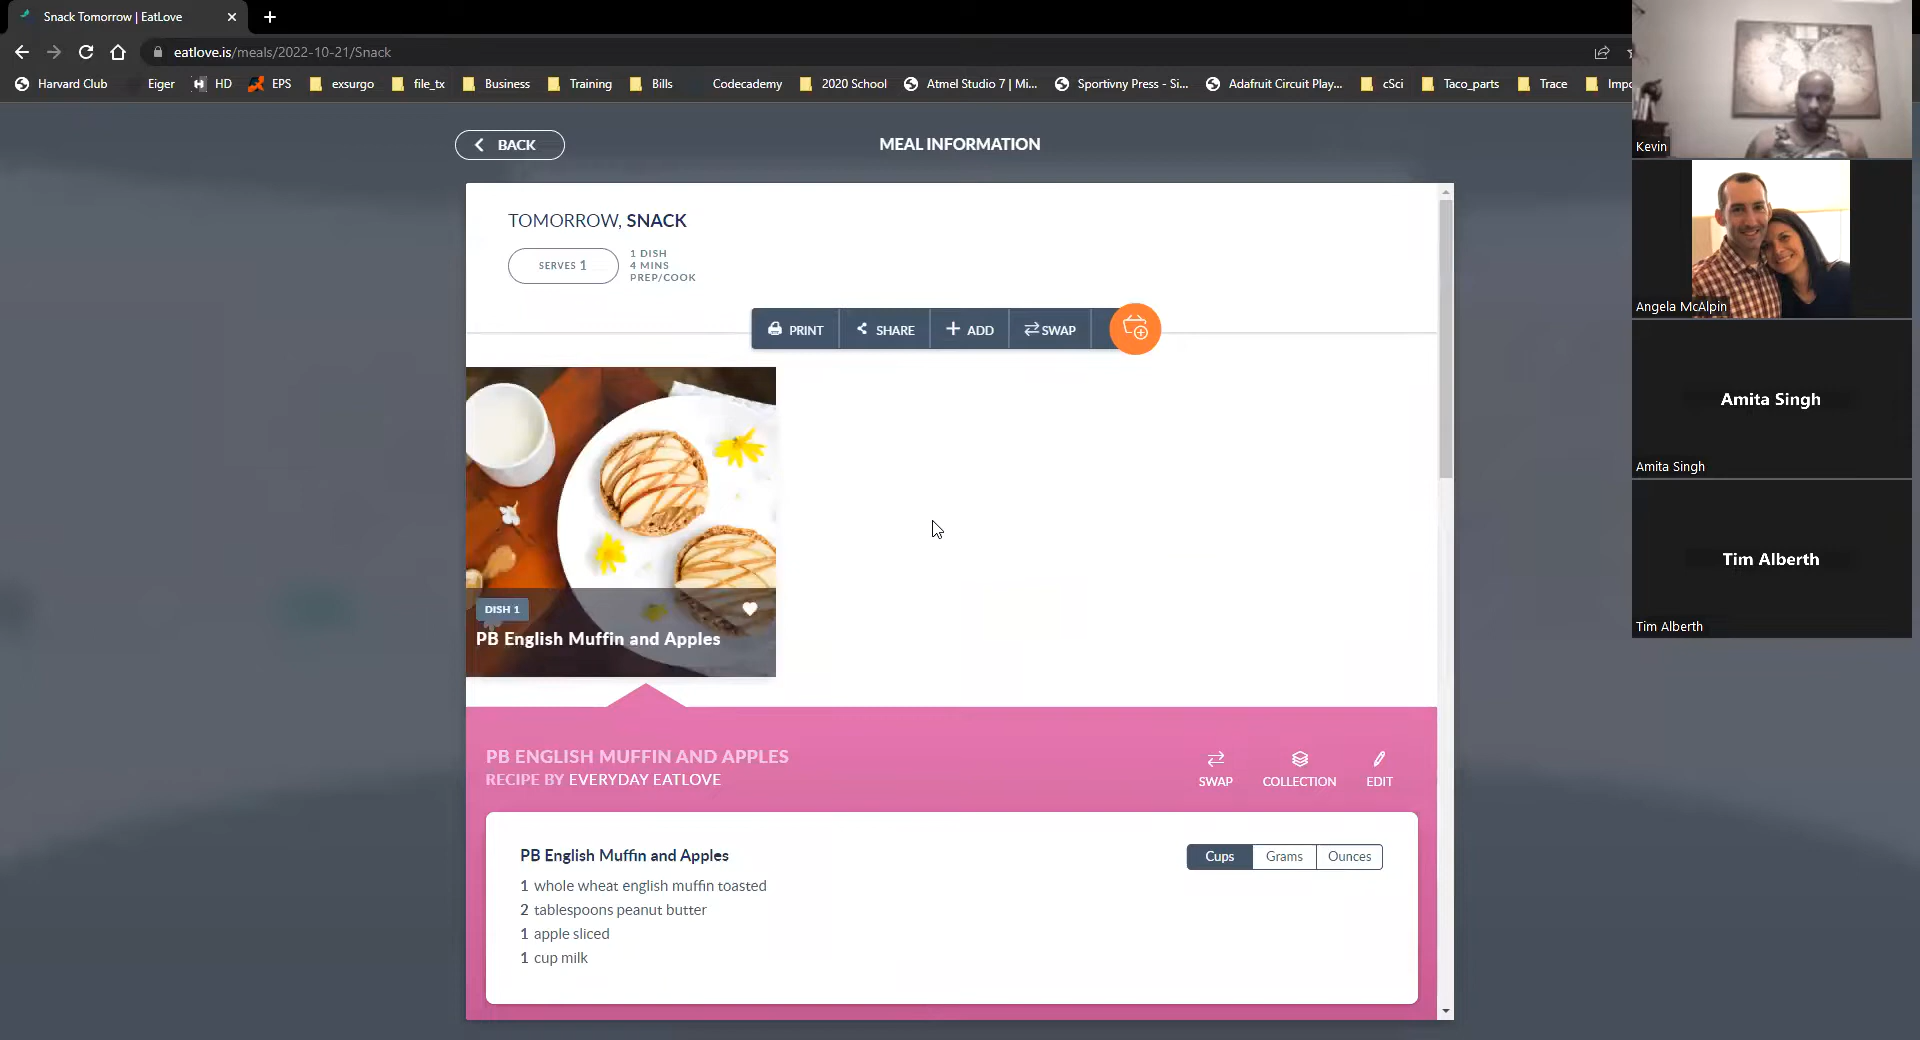 Snack Tomorrow | EatLove
eatlove.is/meals/2022-10-21/Snack
Harvard Club Eiger HD EPS exsurgo file_tx Business Training Bills Codecademy 2020 School Atmel Studio 7 | Mi... Sportivny Press - Si... Adafruit Circuit Play... cSci Taco_parts Trace Impo
BACK
MEAL INFORMATION
TOMORROW, SNACK
SERVES 1
1 DISH
4 MINS
PREP/COOK
PRINT SHARE ADD SWAP
DISH 1
PB English Muffin and Apples
PB ENGLISH MUFFIN AND APPLES
RECIPE BY EVERYDAY EATLOVE
SWAP COLLECTION EDIT
PB English Muffin and Apples
Cups Grams Ounces
1 whole wheat english muffin toasted
2 tablespoons peanut butter
1 apple sliced
1 cup milk
Kevin
Angela McAlpin
Amita Singh
Amita Singh
Tim Alberth
Tim Alberth